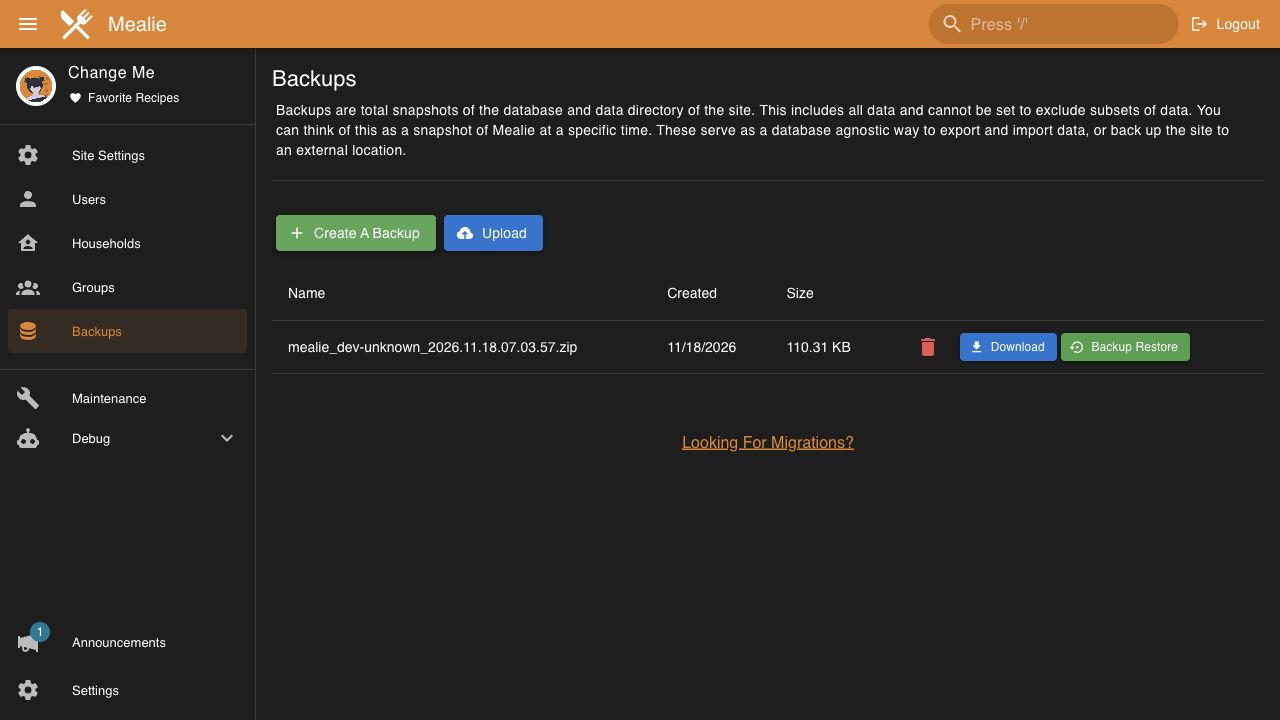 Mealie
Press '/'
Logout
Change Me
Favorite Recipes
Site Settings
Users
Households
Groups
Backups
Maintenance
Debug
1
Announcements
Settings
Backups
Backups are total snapshots of the database and data directory of the site. This includes all data and cannot be set to exclude subsets of data. You
can think of this as a snapshot of Mealie at a specific time. These serve as a database agnostic way to export and import data, or back up the site to
an external location.
Create A Backup
Upload
Name Created Size
mealie_dev-unknown_2026.11.18.07.03.57.zip 11/18/2026 110.31 KB Download Backup Restore
Looking For Migrations?